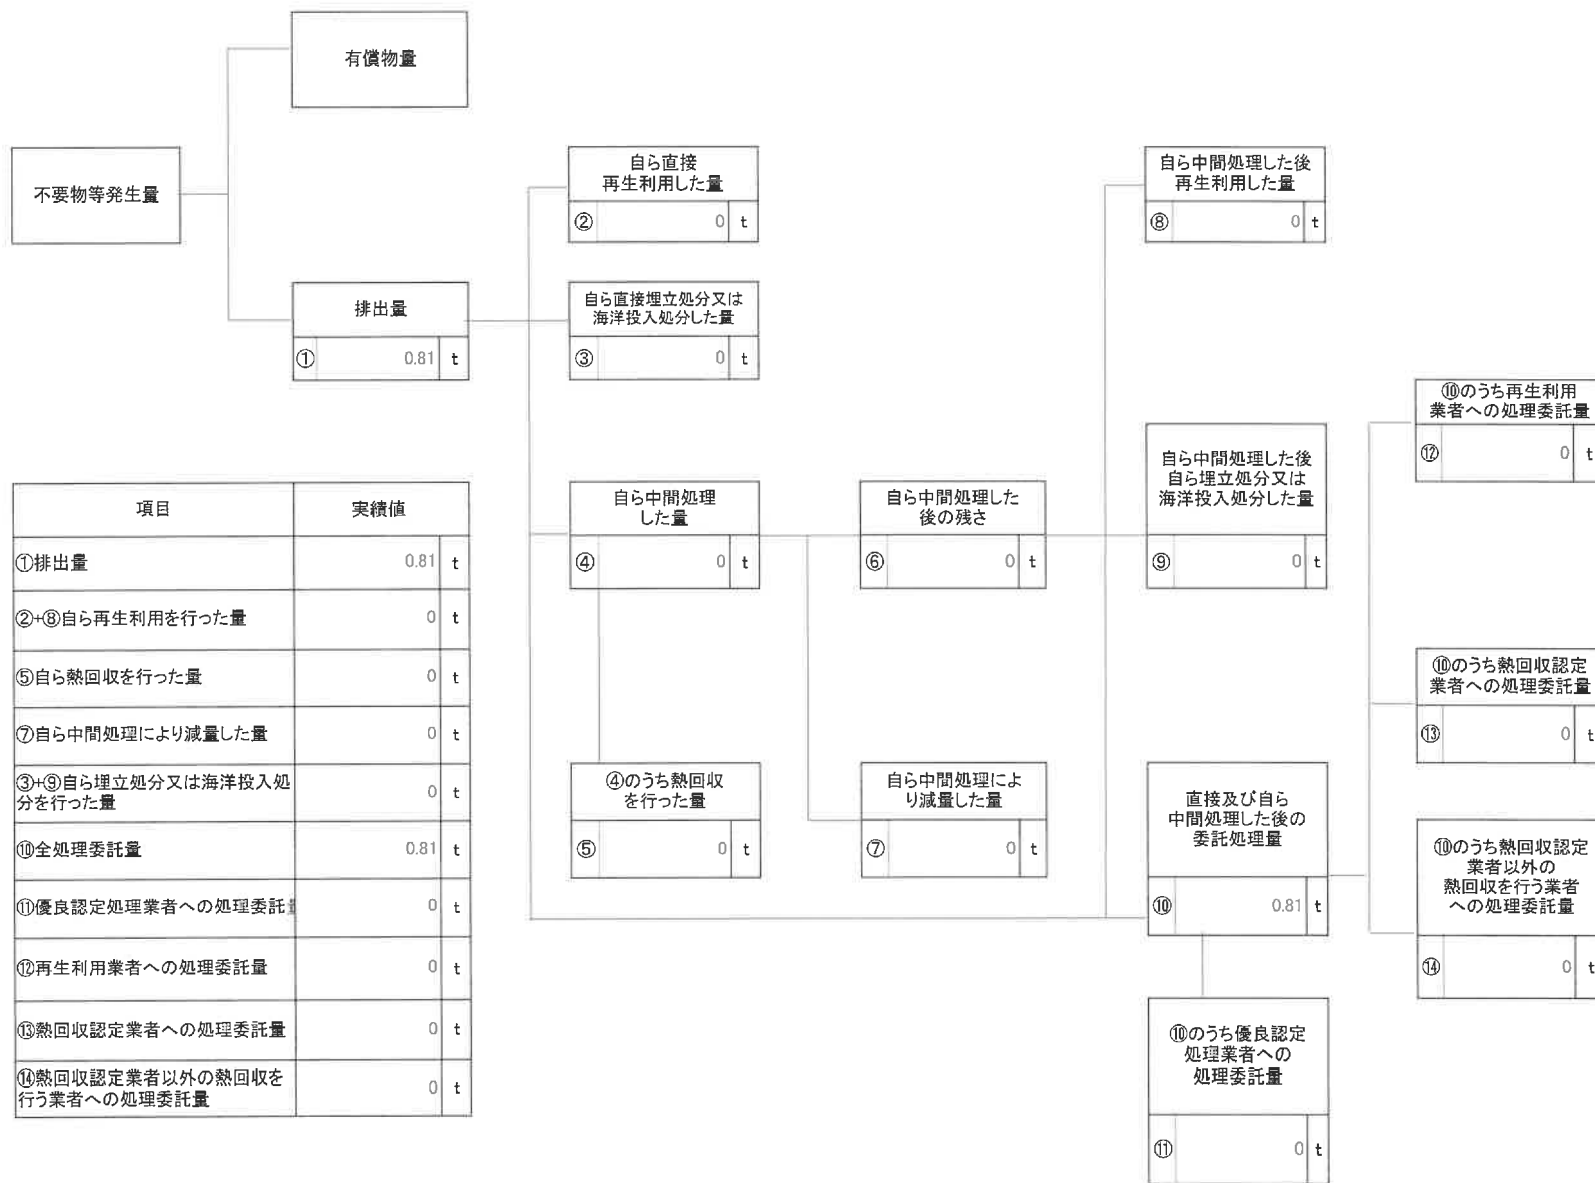 有償物量
不要物等発生量
排出量
① 0.81 t
自ら直接
再生利用した量
② 0 t
自ら直接埋立処分又は
海洋投入処分した量
③ 0 t
自ら中間処理した後
再生利用した量
⑧ 0 t
自ら中間処理
した量
④ 0 t
自ら中間処理した
後の残さ
⑥ 0 t
自ら中間処理した後
自ら埋立処分又は
海洋投入処分した量
⑨ 0 t
④のうち熱回収
を行った量
⑤ 0 t
自ら中間処理によ
り減量した量
⑦ 0 t
直接及び自ら
中間処理した後の
委託処理量
⑩ 0.81 t
⑩のうち優良認定
処理業者への
処理委託量
⑪ 0 t
⑩のうち再生利用
業者への処理委託量
⑫ 0 t
⑩のうち熱回収認定
業者への処理委託量
⑬ 0 t
⑩のうち熱回収認定
業者以外の
熱回収を行う業者
への処理委託量
⑭ 0 t
項目 実績値
①排出量 0.81 t
②+⑧自ら再生利用を行った量 0 t
⑤自ら熱回収を行った量 0 t
⑦自ら中間処理により減量した量 0 t
③+⑨自ら埋立処分又は海洋投入処
分を行った量 0 t
⑩全処理委託量 0.81 t
⑪優良認定処理業者への処理委託 0 t
⑫再生利用業者への処理委託量 0 t
⑬熱回収認定業者への処理委託量 0 t
⑭熱回収認定業者以外の熱回収を
行う業者への処理委託量 0 t